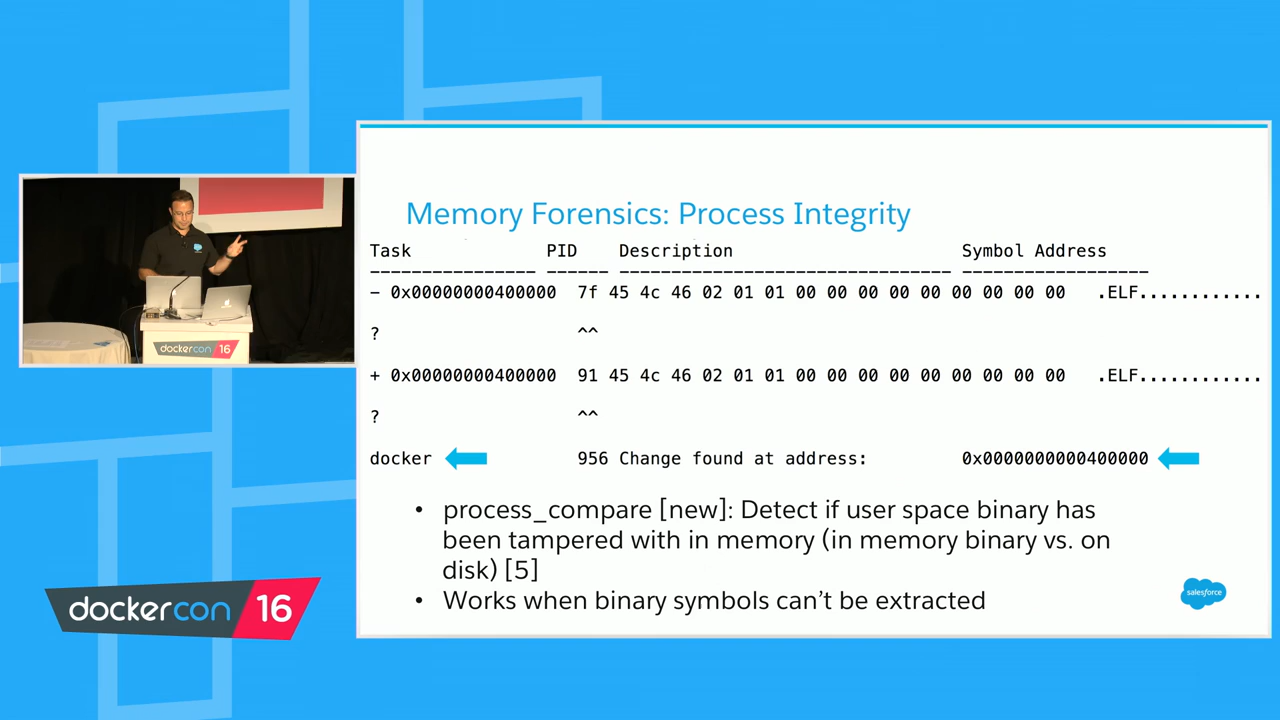 Memory Forensics: Process Integrity
Task PID Description Symbol Address
---------------- ------ -------------------------------- ------------------
- 0x00000000400000 7f 45 4c 46 02 01 01 00 00 00 00 00 00 00 00 00 .ELF............
? ^^
+ 0x00000000400000 91 45 4c 46 02 01 01 00 00 00 00 00 00 00 00 00 .ELF............
? ^^
docker 956 Change found at address: 0x0000000000400000
• process_compare [new]: Detect if user space binary has
been tampered with in memory (in memory binary vs. on
disk) [5]
• Works when binary symbols can't be extracted
salesforce
dockercon 16
dockercon 16